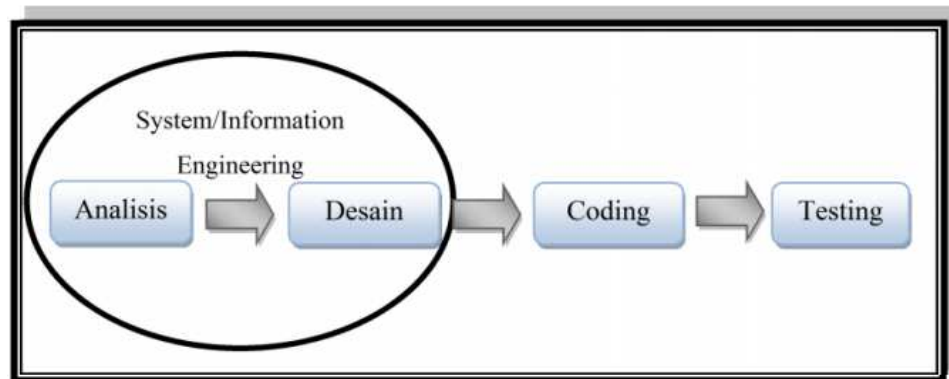 System/Information
Engineering
Analisis
Desain
Coding
Testing